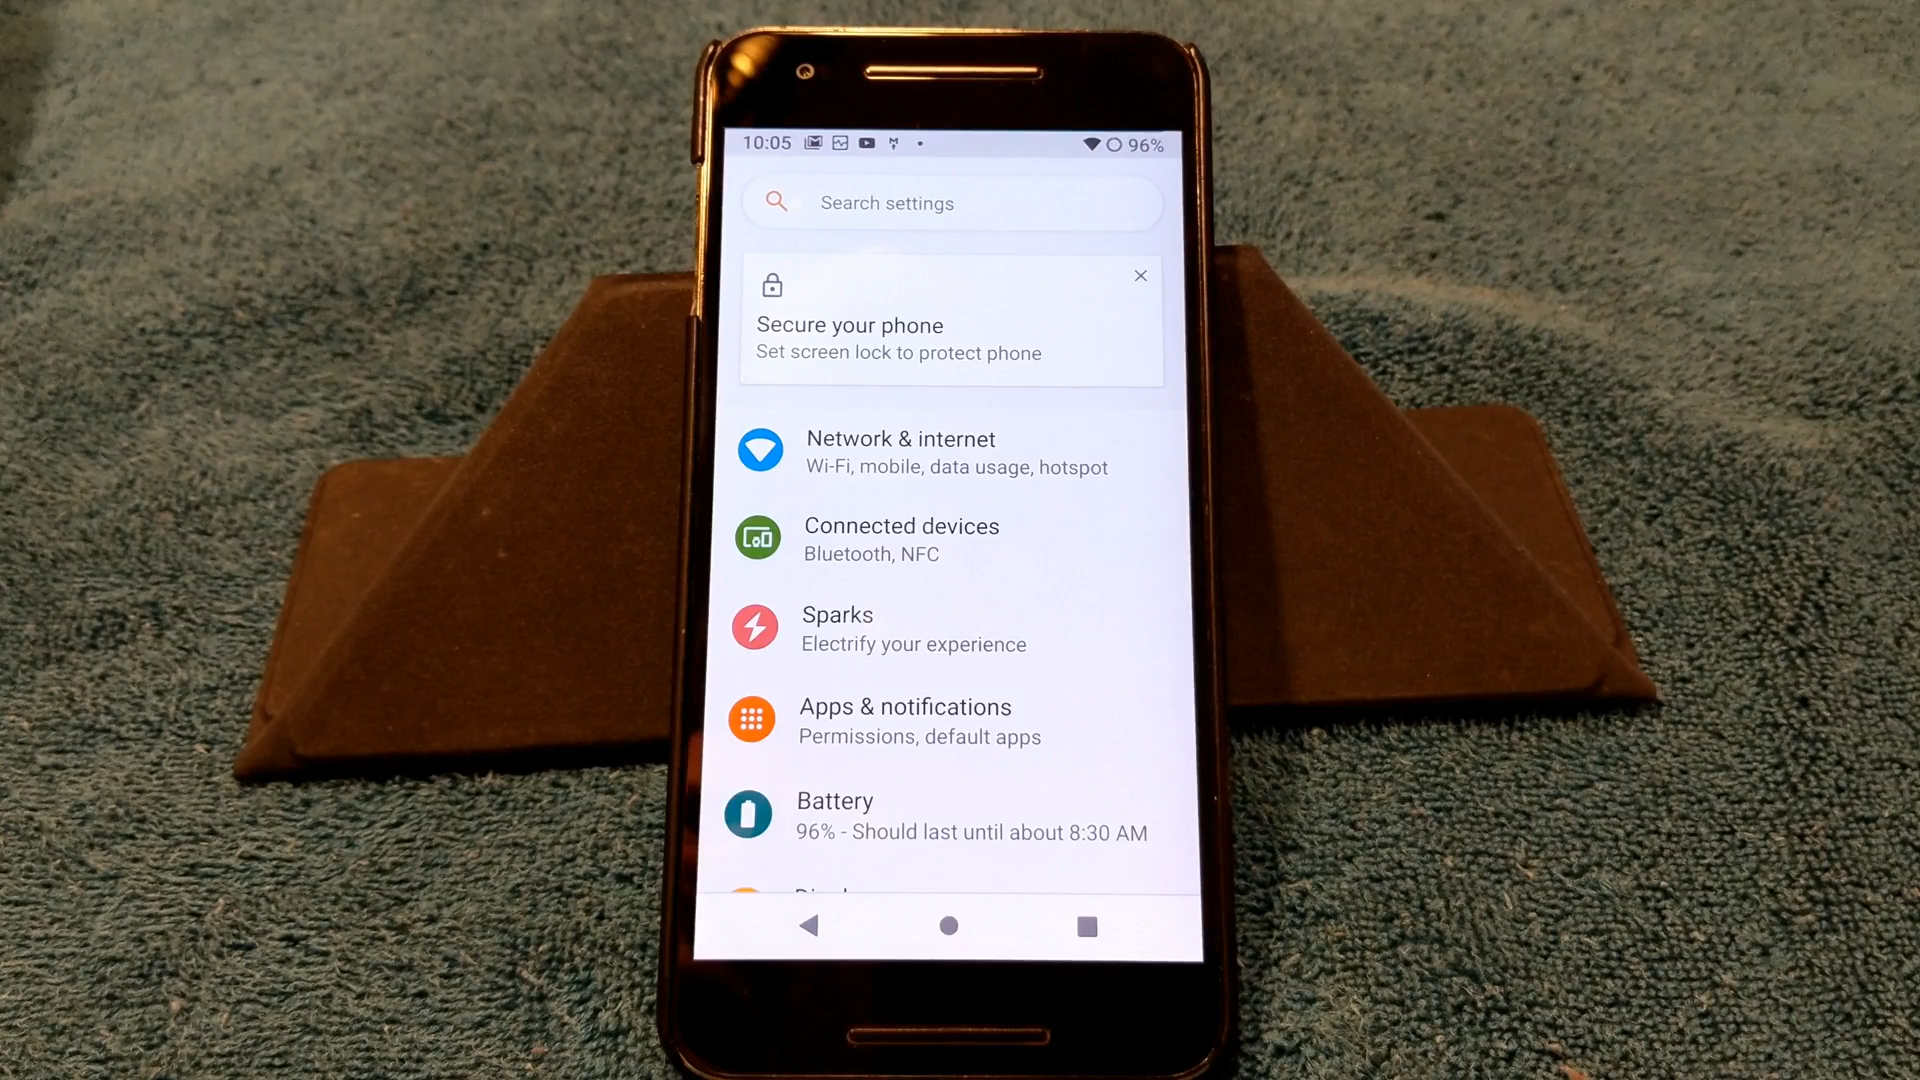 10:05 96%
Search settings
Secure your phone
Set screen lock to protect phone
Network & internet
Wi-Fi, mobile, data usage, hotspot
Connected devices
Bluetooth, NFC
Sparks
Electrify your experience
Apps & notifications
Permissions, default apps
Battery
96% - Should last until about 8:30 AM